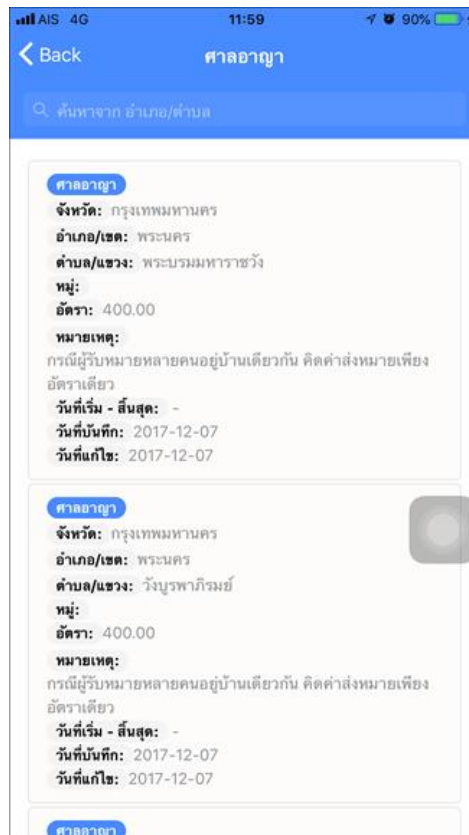 AIS 4G 11:59 90%
Back ศาลอาญา
ค้นหาจาก อำเภอ/ตำบล
ศาลอาญา
จังหวัด: กรุงเทพมหานคร
อำเภอ/เขต: พระนคร
ตำบล/แขวง: พระบรมมหาราชวัง
หมู่:
อัตรา: 400.00
หมายเหตุ:
กรณีผู้รับหมายหลายคนอยู่บ้านเดียวกัน คิดค่าส่งหมายเพียง
อัตราเดียว
วันที่เริ่ม - สิ้นสุด: -
วันที่บันทึก: 2017-12-07
วันที่แก้ไข: 2017-12-07
ศาลอาญา
จังหวัด: กรุงเทพมหานคร
อำเภอ/เขต: พระนคร
ตำบล/แขวง: วังบูรพาภิรมย์
หมู่:
อัตรา: 400.00
หมายเหตุ:
กรณีผู้รับหมายหลายคนอยู่บ้านเดียวกัน คิดค่าส่งหมายเพียง
อัตราเดียว
วันที่เริ่ม - สิ้นสุด: -
วันที่บันทึก: 2017-12-07
วันที่แก้ไข: 2017-12-07
ศาลอาญา